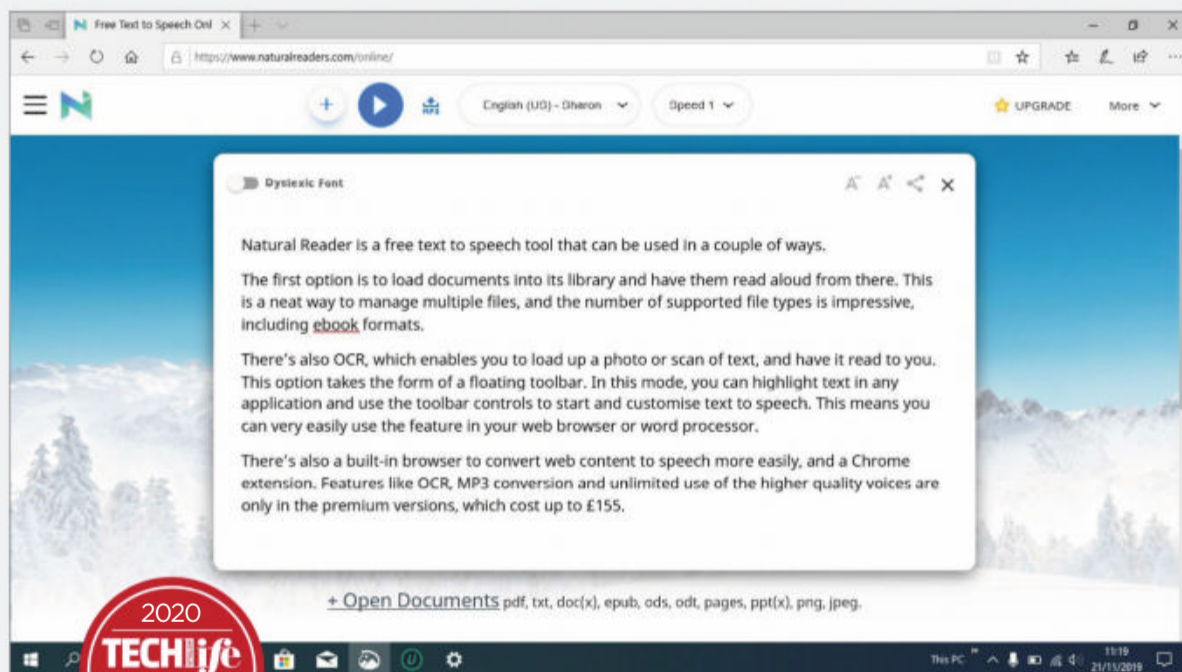 Free Text to Speech Onl
https://www.naturalreaders.com/online/
English (US) - Sharon
Speed 1
UPGRADE
More
Dyslexic Font
A- A+
Natural Reader is a free text to speech tool that can be used in a couple of ways.
The first option is to load documents into its library and have them read aloud from there. This
is a neat way to manage multiple files, and the number of supported file types is impressive,
including ebook formats.
There's also OCR, which enables you to load up a photo or scan of text, and have it read to you.
This option takes the form of a floating toolbar. In this mode, you can highlight text in any
application and use the toolbar controls to start and customise text to speech. This means you
can very easily use the feature in your web browser or word processor.
There's also a built-in browser to convert web content to speech more easily, and a Chrome
extension. Features like OCR, MP3 conversion and unlimited use of the higher quality voices are
only in the premium versions, which cost up to £155.
+ Open Documents pdf, txt, doc(x), epub, ods, odt, pages, ppt(x), png, jpeg.
2020
TECHlife
This PC
11:19
21/11/2019